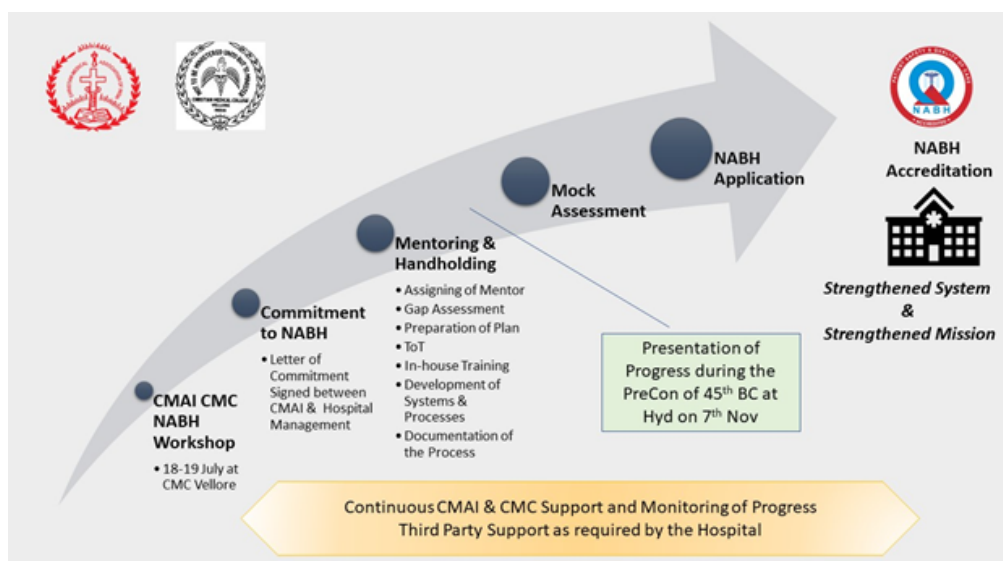 NABH
NABH
Accreditation
Strengthened System
&
Strengthened Mission
NABH
Application
Mock
Assessment
Mentoring &
Handholding
• Assigning of Mentor
• Gap Assessment
• Preparation of Plan
• ToT
• In-house Training
• Development of
Systems &
Processes
• Documentation of
the Process
Commitment
to NABH
• Letter of
Commitment
Signed between
CMAI & Hospital
Management
CMAI CMC
NABH
Workshop
• 18-19 July at
CMC Vellore
Presentation of
Progress during the
PreCon of 45th BC at
Hyd on 7th Nov
Continuous CMAI & CMC Support and Monitoring of Progress
Third Party Support as required by the Hospital